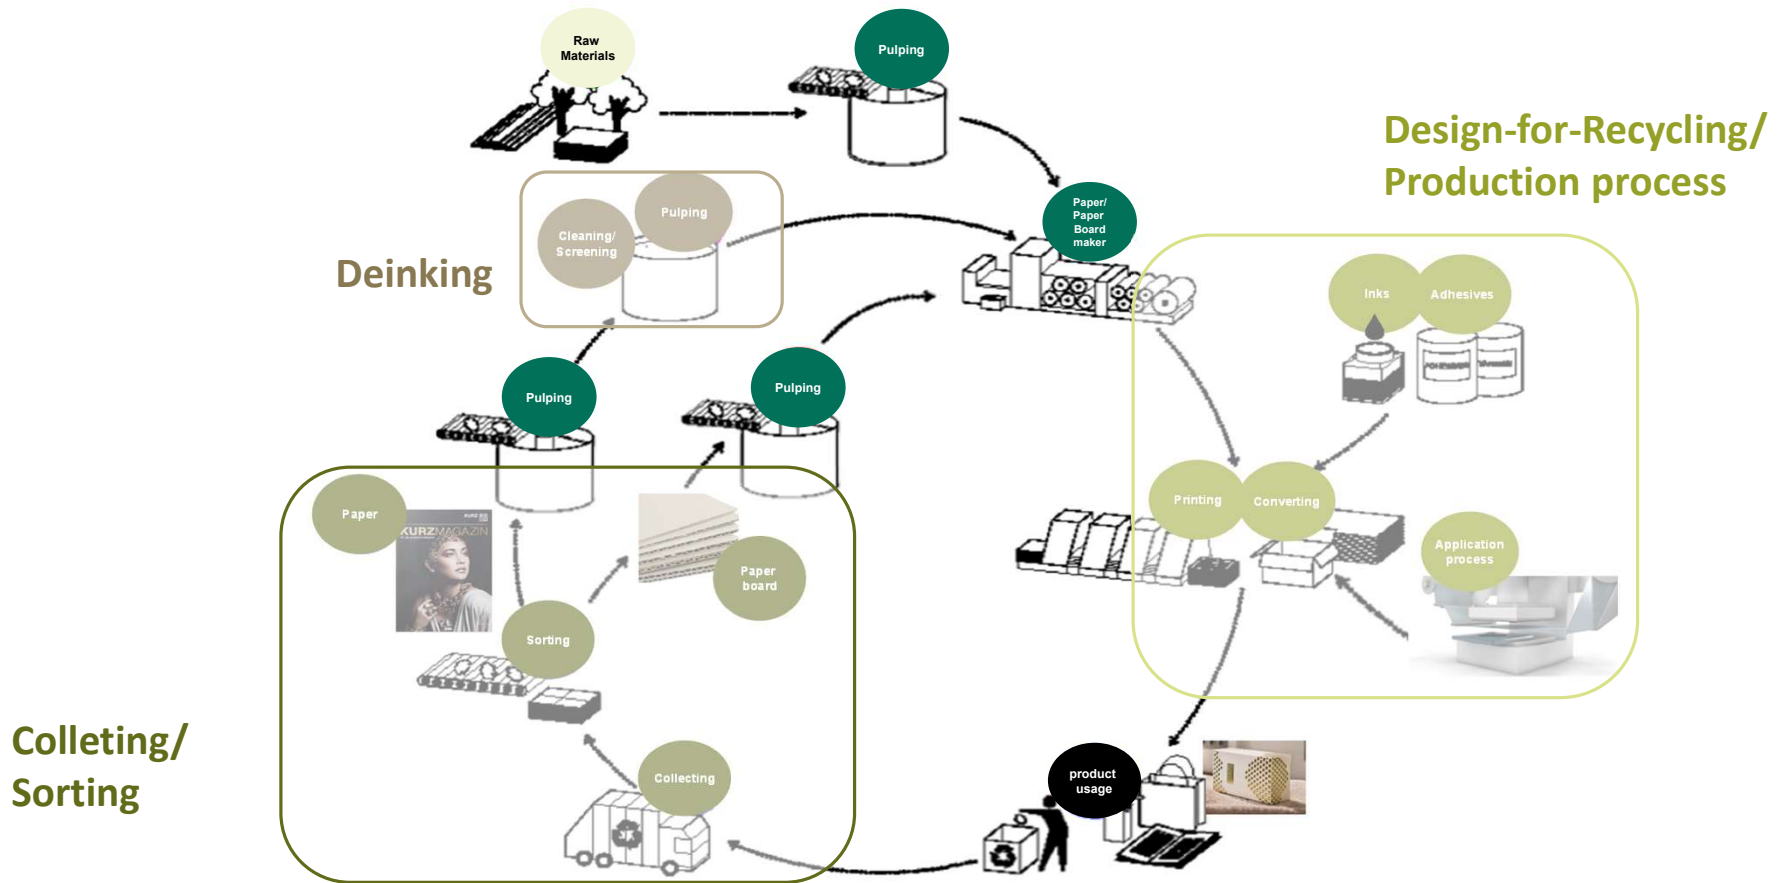 Raw
Materials
Pulping
Design-for-Recycling/
Production process
Pulping
Cleaning/
Screening
Paper/
Paper
Board
maker
Deinking
Inks
Adhesives
Pulping
Pulping
Paper
KURZMAGAZIN
Printing
Converting
Application
process
Paper
board
Sorting
Colleting/
Sorting
Collecting
product
usage